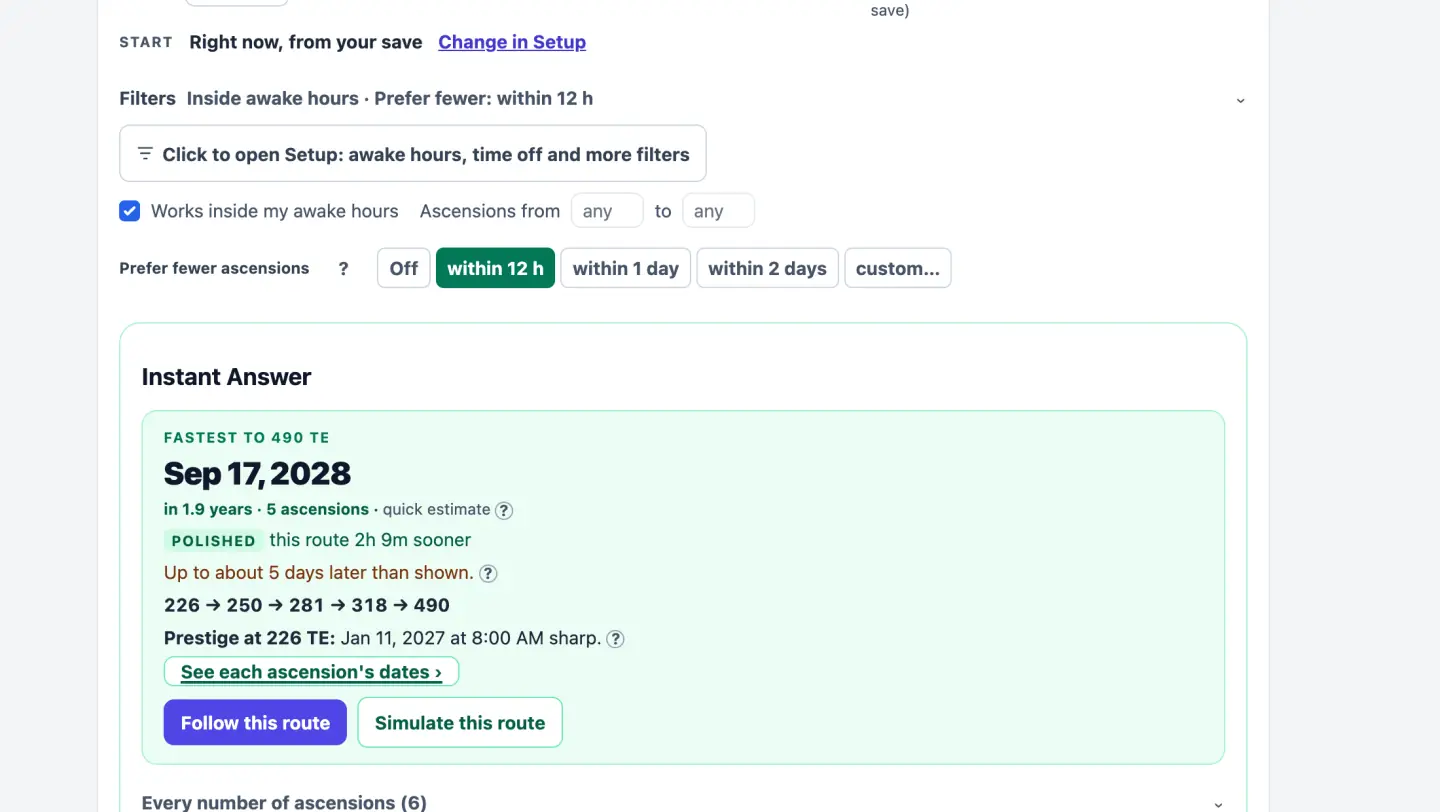 save)
START Right now, from your save Change in Setup
Filters Inside awake hours · Prefer fewer: within 12 h
Click to open Setup: awake hours, time off and more filters
Works inside my awake hours Ascensions from any to any
Prefer fewer ascensions ? Off within 12 h within 1 day within 2 days custom...
Instant Answer
FASTEST TO 490 TE
Sep 17, 2028
in 1.9 years · 5 ascensions · quick estimate ?
POLISHED this route 2h 9m sooner
Up to about 5 days later than shown. ?
226 → 250 → 281 → 318 → 490
Prestige at 226 TE: Jan 11, 2027 at 8:00 AM sharp. ?
See each ascension's dates ›
Follow this route Simulate this route
Every number of ascensions (6)